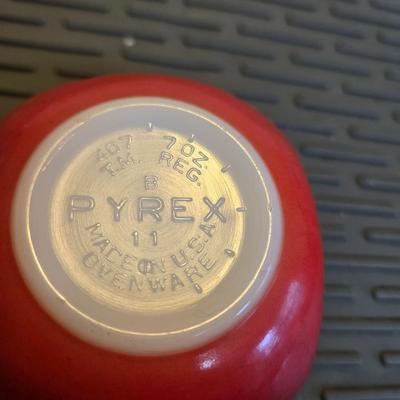 407 7 OZ.
T.M. REG.
B
PYREX
11
MADE IN U.S.A
OVENWARE